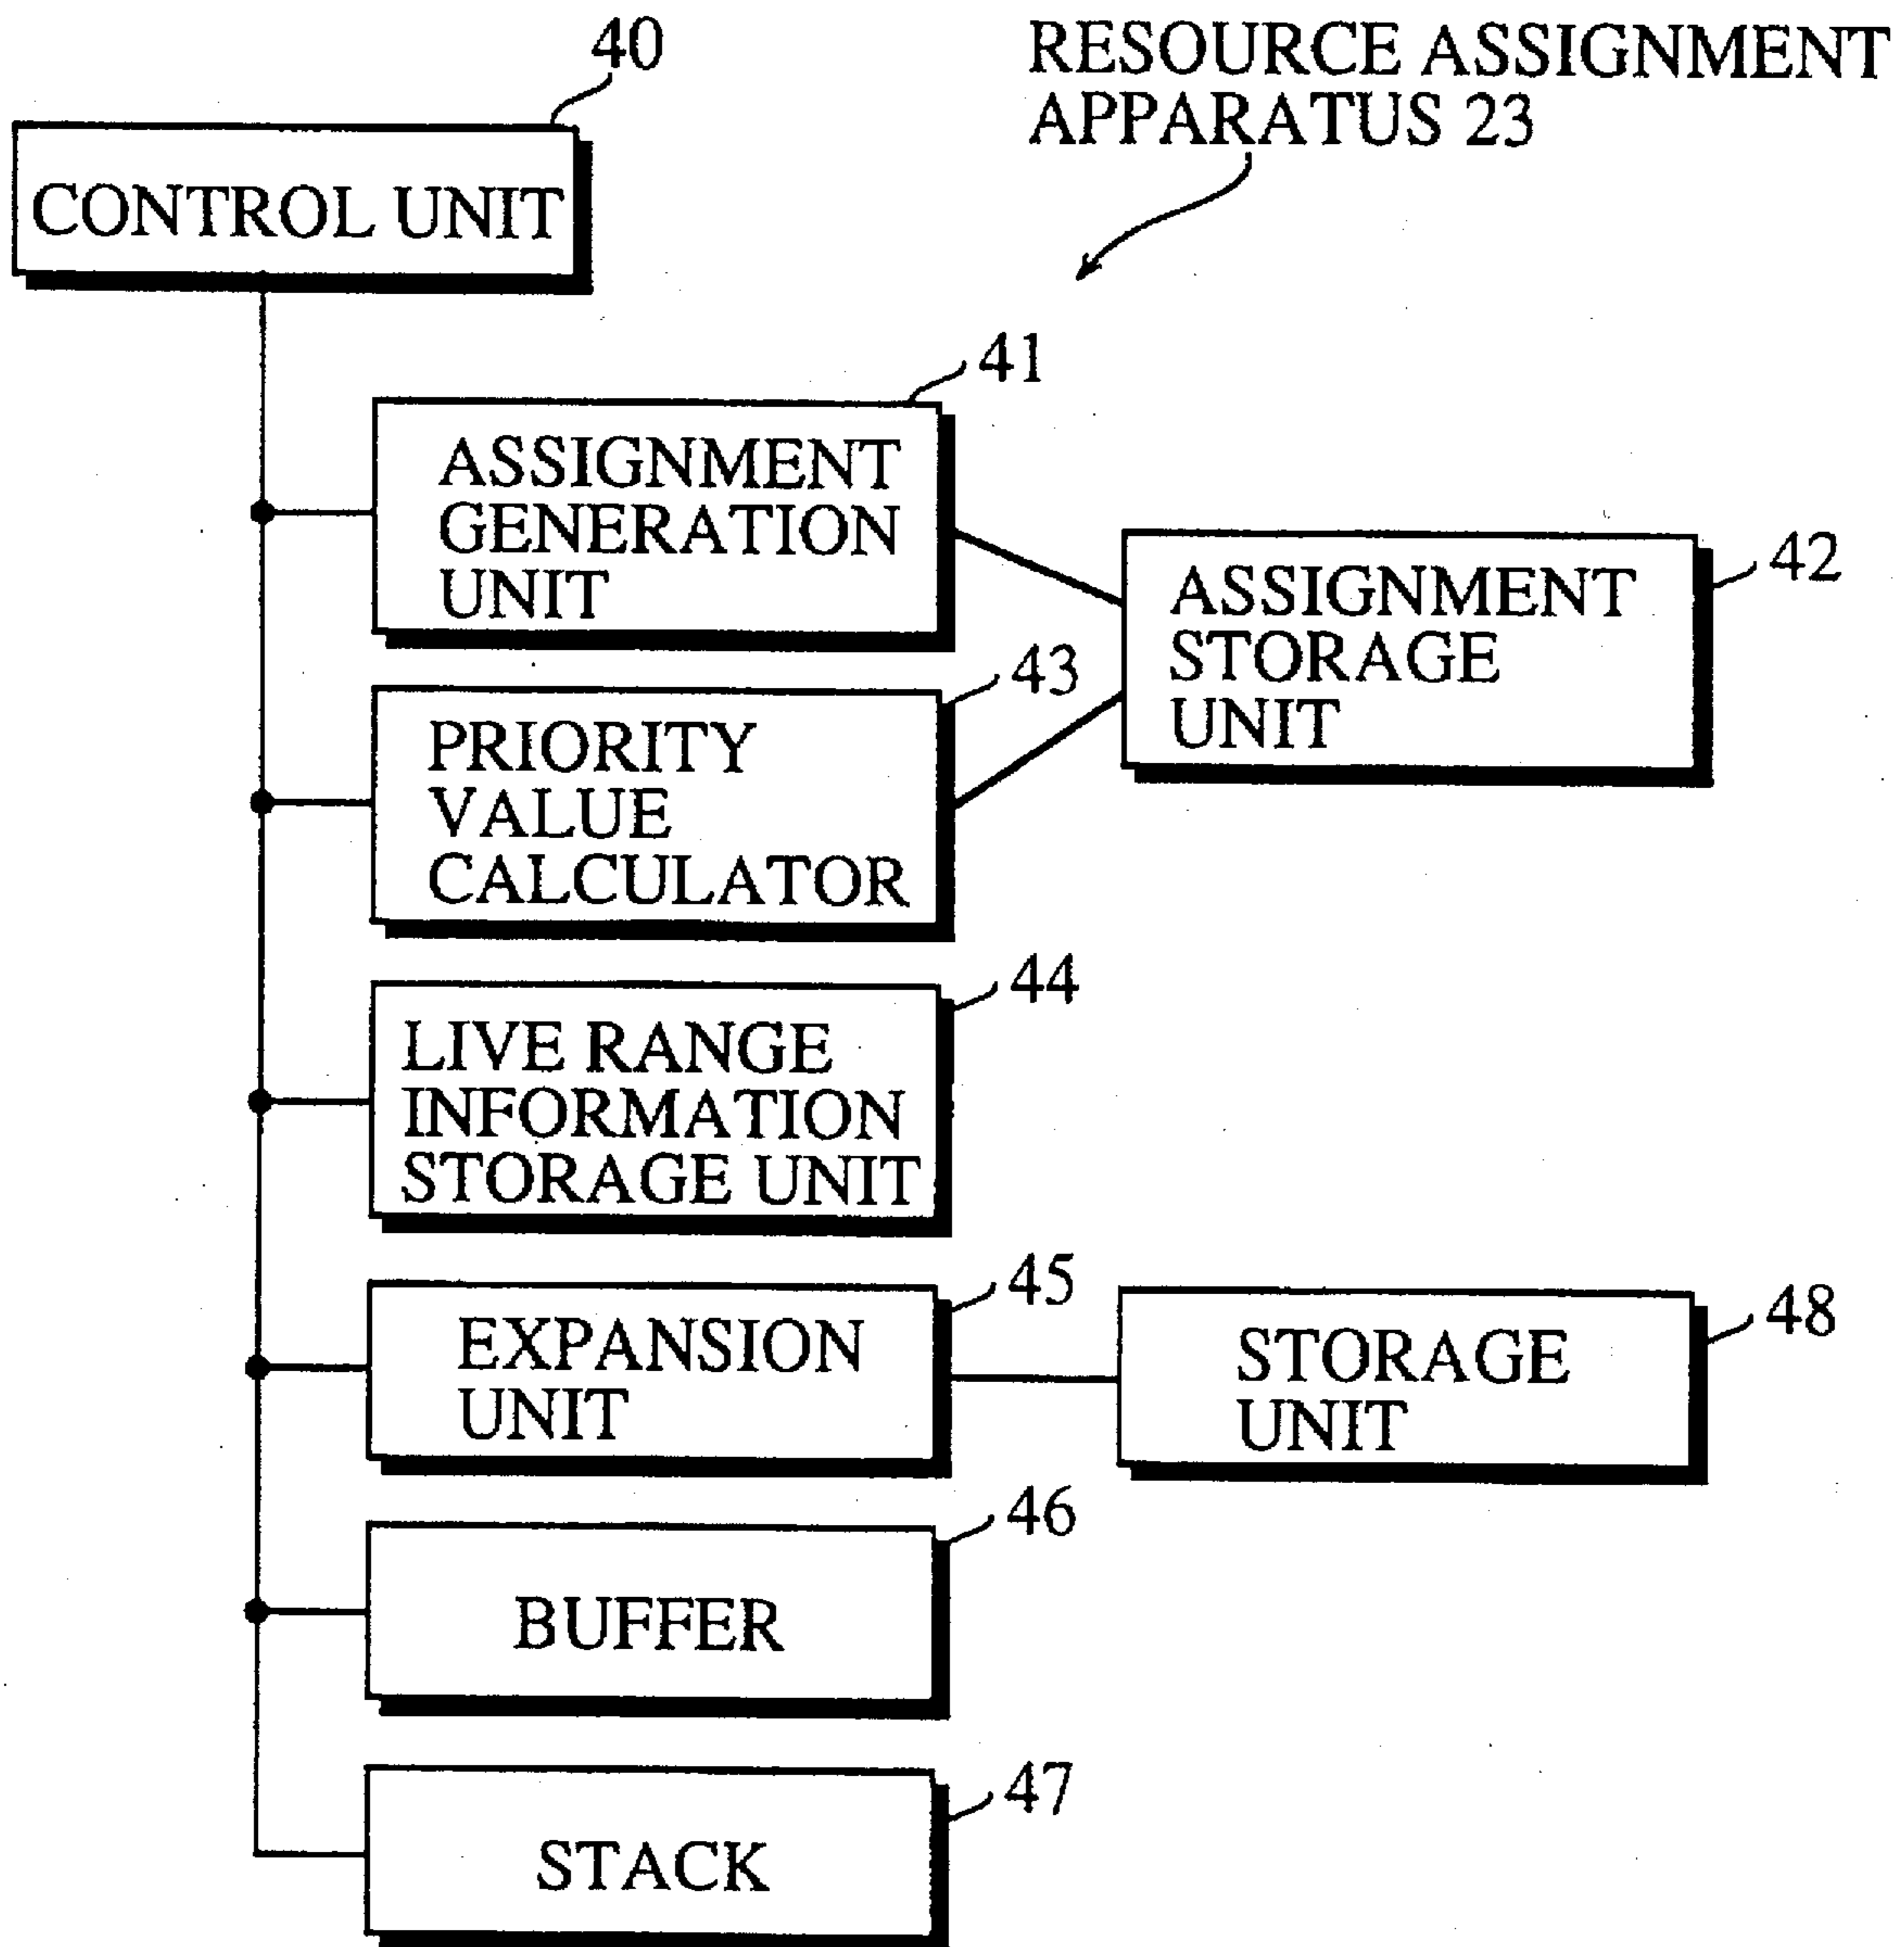 40
RESOURCE ASSIGNMENT
APPARATUS 23
CONTROL UNIT
41
ASSIGNMENT
GENERATION
UNIT
42
ASSIGNMENT
STORAGE
UNIT
43
PRIORITY
VALUE
CALCULATOR
44
LIVE RANGE
INFORMATION
STORAGE UNIT
45
EXPANSION
UNIT
48
STORAGE
UNIT
46
BUFFER
47
STACK